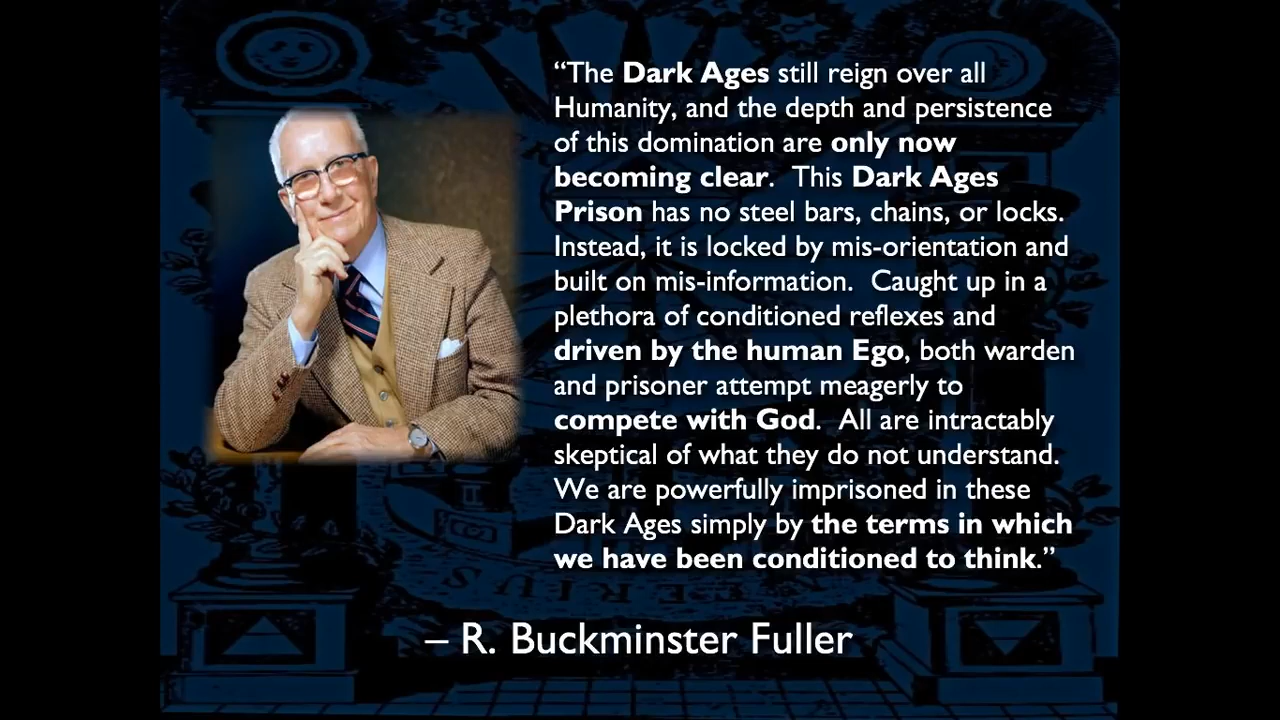 “The Dark Ages still reign over all
Humanity, and the depth and persistence
of this domination are only now
becoming clear.  This Dark Ages
Prison has no steel bars, chains, or locks.
Instead, it is locked by mis-orientation and
built on mis-information.  Caught up in a
plethora of conditioned reflexes and
driven by the human Ego, both warden
and prisoner attempt meagerly to
compete with God.  All are intractably
skeptical of what they do not understand.
We are powerfully imprisoned in these
Dark Ages simply by the terms in which
we have been conditioned to think.”
– R. Buckminster Fuller